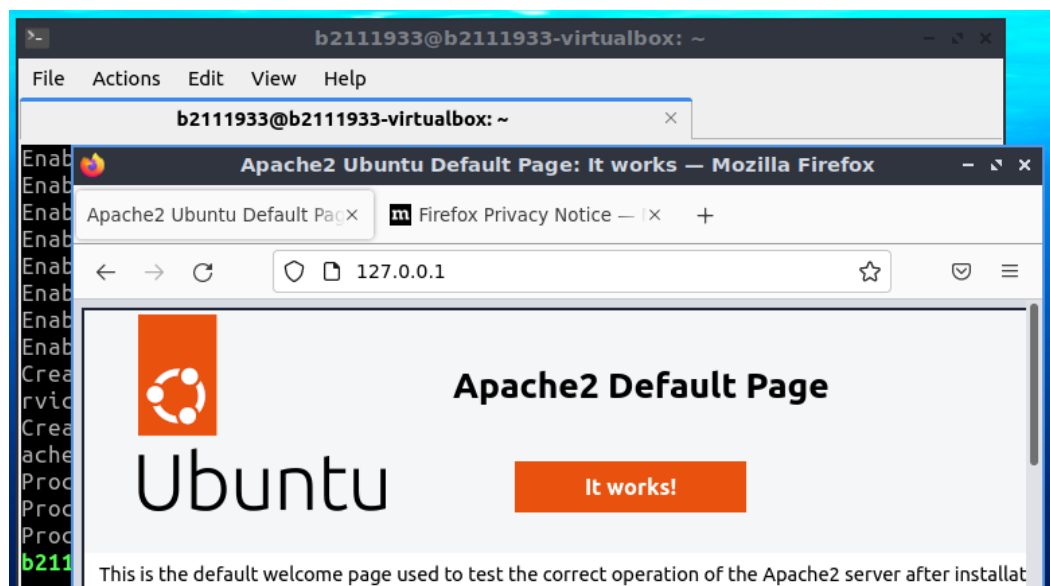 b2111933@b2111933-virtualbox: ~
File Actions Edit View Help
b2111933@b2111933-virtualbox: ~
Enab
Enab
Enab
Enab
Enab
Enab
Enab
Enab
Crea
rvic
Crea
ache
Proc
Proc
Proc
b211
Apache2 Ubuntu Default Page: It works — Mozilla Firefox
Apache2 Ubuntu Default Pag
m Firefox Privacy Notice —
127.0.0.1
Ubuntu
Apache2 Default Page
It works!
This is the default welcome page used to test the correct operation of the Apache2 server after installat